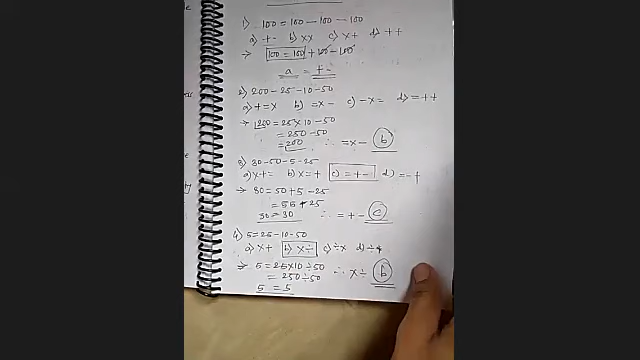 1) 100 = 100 — 100 — 100
a) +- b) xx c) x+ d) ++
→ 100 = 100 + 100 - 100
a = + -
2) 200 - 25 - 10 - 50
a) + = x b) = x - c) - x = d) = + +
→ 200 = 25 x 10 - 50
= 250 - 50
= 200 ∴ = x - b
3) 30 - 50 - 5 - 25
a) x + = b) x = + c) = + - d) = - +
→ 30 = 50 + 5 - 25
= 55 - 25
30 = 30 ∴ = + - c
4) 5 = 25 - 10 - 50
a) x + b) x ÷ c) ÷ x d) ÷ +
→ 5 = 25 x 10 ÷ 50
= 250 ÷ 50 ∴ x ÷ b
5 = 5